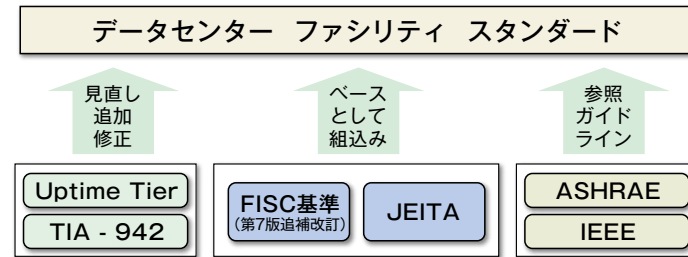 データセンター ファシリティ スタンダード
見直し
追加
修正
ベース
として
組込み
参照
ガイド
ライン
Uptime Tier
TIA - 942
FISC基準
(第7版追補改訂)
JEITA
ASHRAE
IEEE